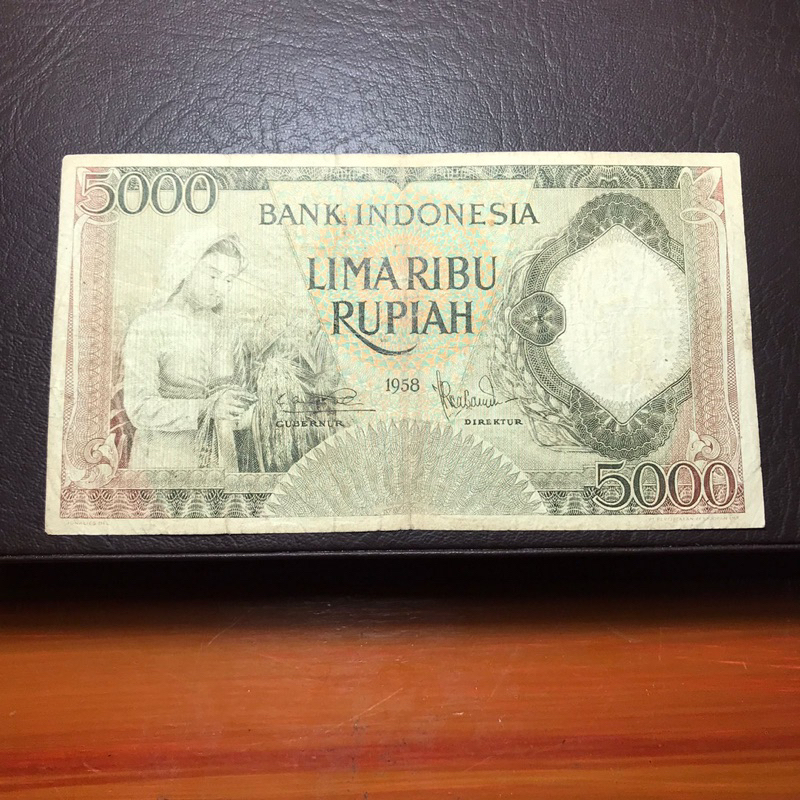 5000
BANK INDONESIA
LIMA RIBU
RUPIAH
1958
GUBERNUR
DIREKTUR
5000